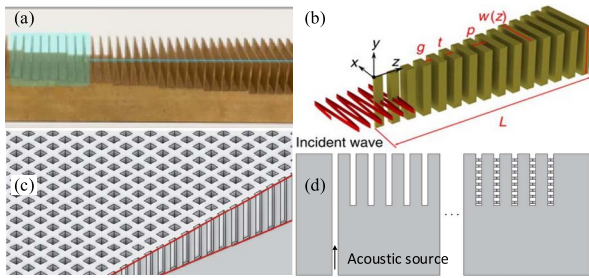 (a)
(b)
w(z)
p
t
g
y
x
z
L
Incident wave
(c)
(d)
. . .
Acoustic source